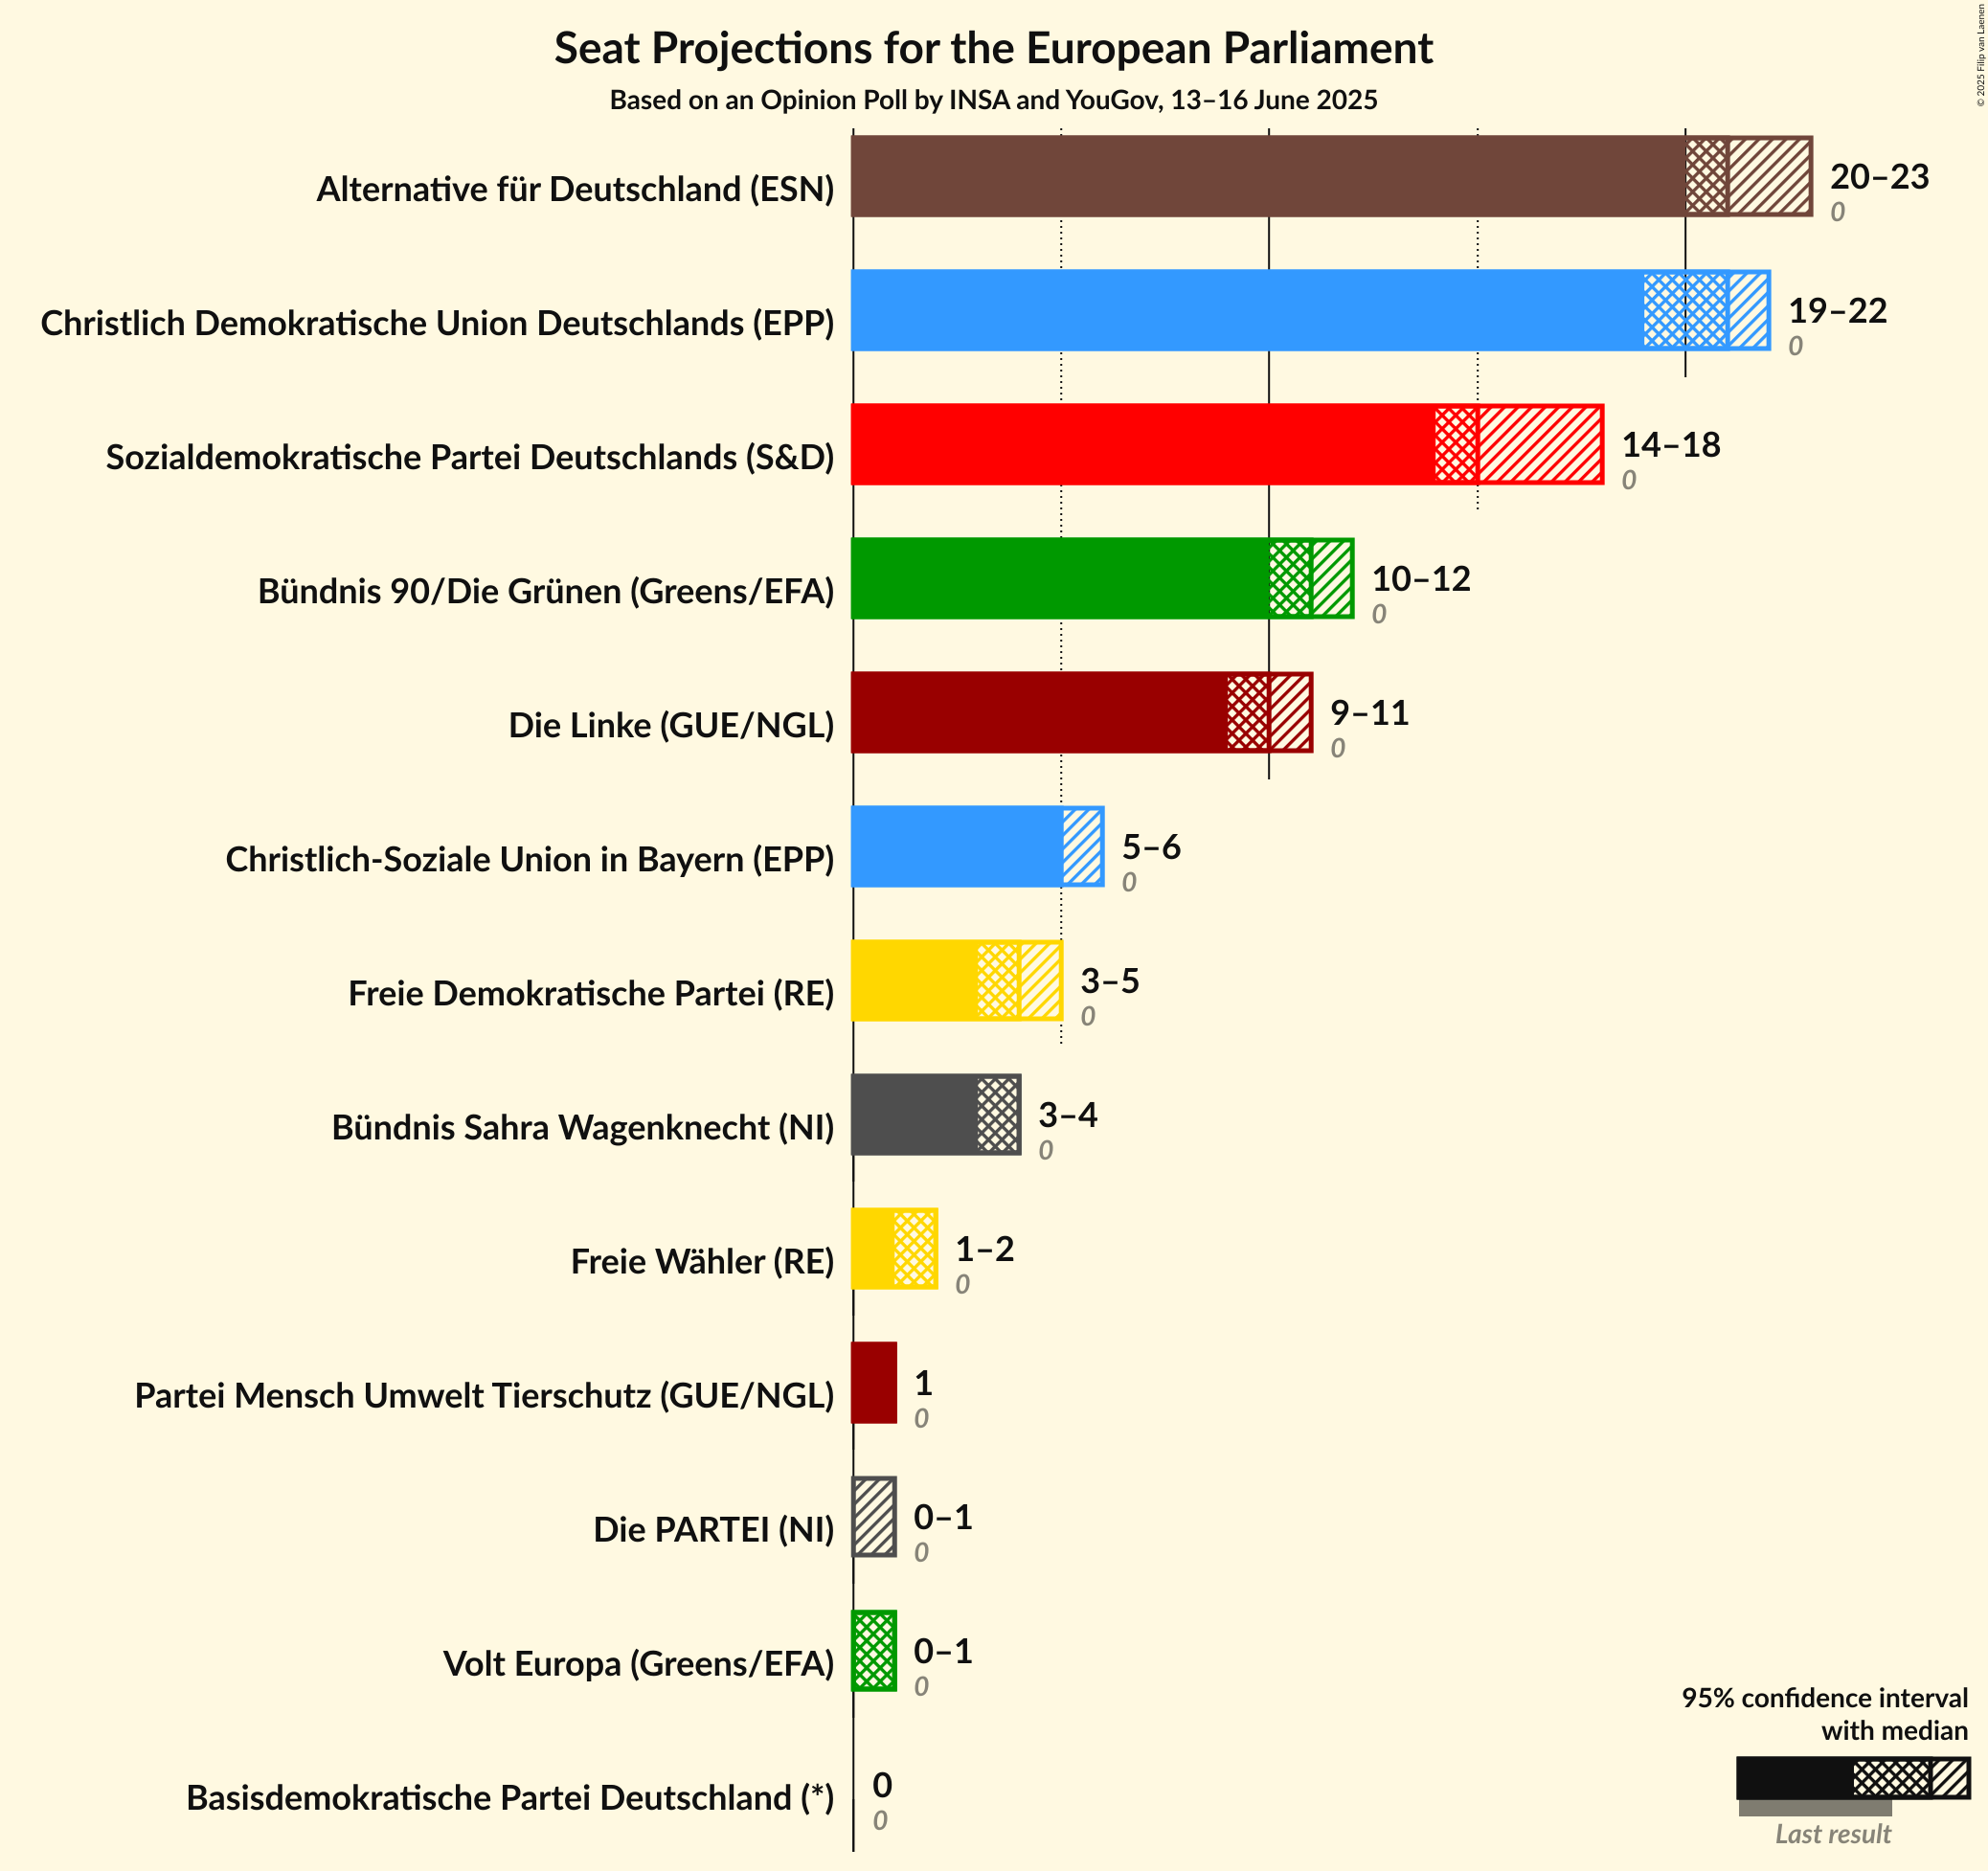 Seat Projections for the European Parliament
Based on an Opinion Poll by INSA and YouGov, 13–16 June 2025
© 2025 Filip van Laenen
Alternative für Deutschland (ESN)
20–23
0
Christlich Demokratische Union Deutschlands (EPP)
19–22
0
Sozialdemokratische Partei Deutschlands (S&D)
14–18
0
Bündnis 90/Die Grünen (Greens/EFA)
10–12
0
Die Linke (GUE/NGL)
9–11
0
Christlich-Soziale Union in Bayern (EPP)
5–6
0
Freie Demokratische Partei (RE)
3–5
0
Bündnis Sahra Wagenknecht (NI)
3–4
0
Freie Wähler (RE)
1–2
0
Partei Mensch Umwelt Tierschutz (GUE/NGL)
1
0
Die PARTEI (NI)
0–1
0
Volt Europa (Greens/EFA)
0–1
0
Basisdemokratische Partei Deutschland (*)
0
0
95% confidence interval
with median
Last result